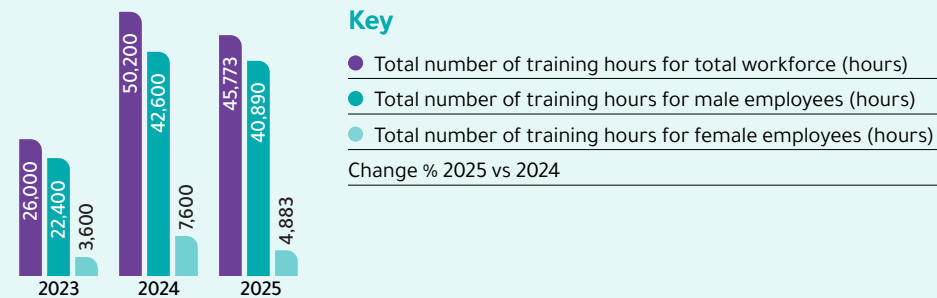 26,000
22,400
3,600
2023
50,200
42,600
7,600
2024
45,773
40,890
4,883
2025
Key
Total number of training hours for total workforce (hours)
Total number of training hours for male employees (hours)
Total number of training hours for female employees (hours)
Change % 2025 vs 2024